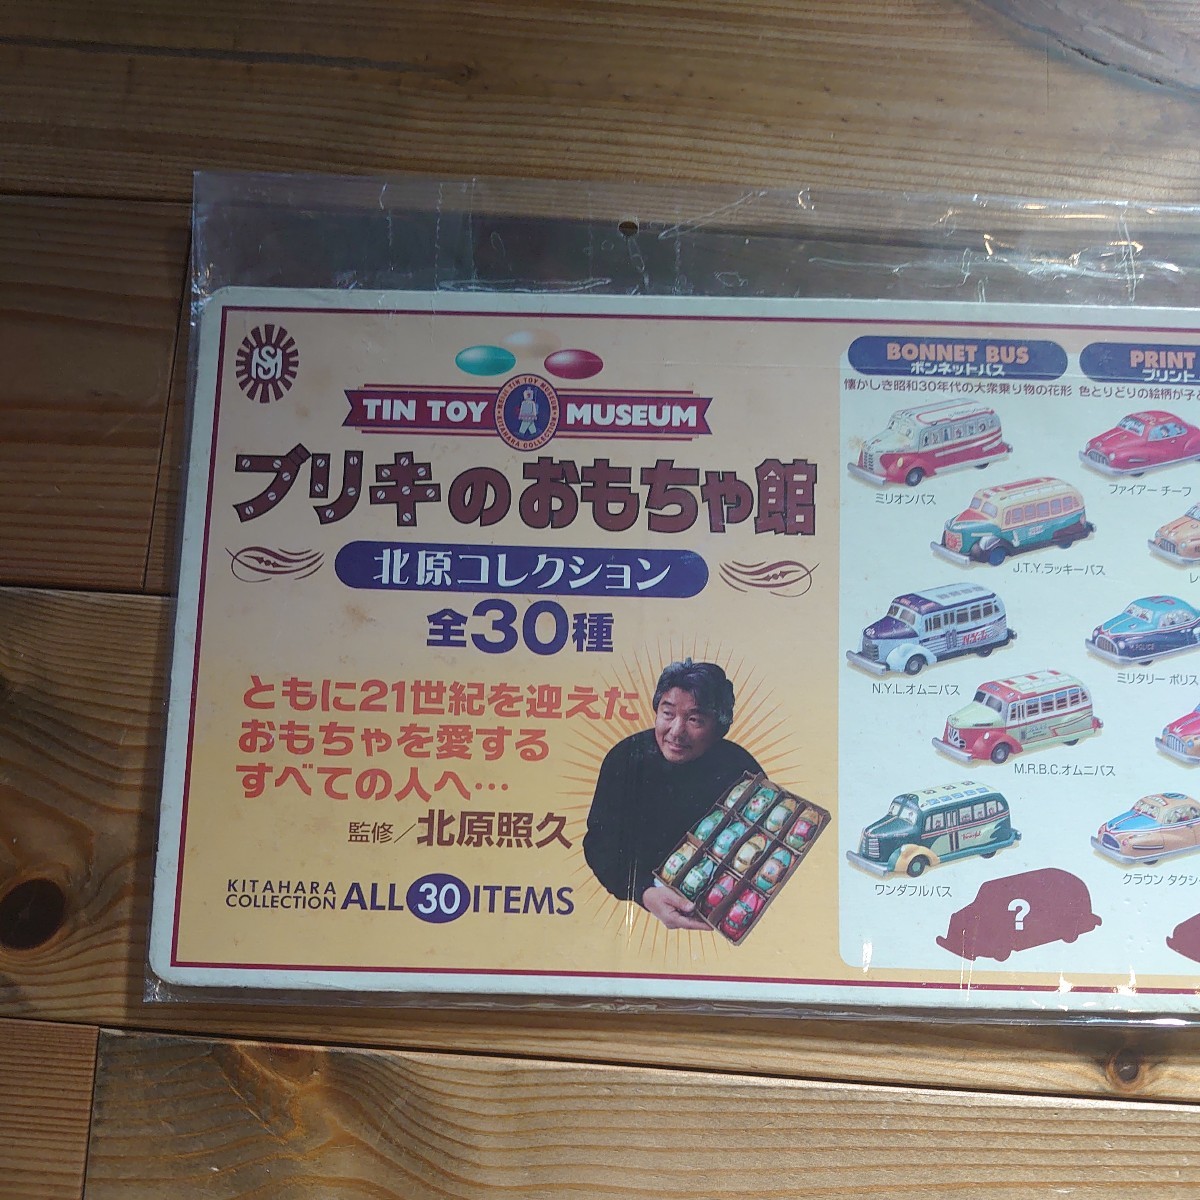 TIN TOY MUSEUM
ブリキのおもちゃ館
北原コレクション
全30種
ともに21世紀を迎えた
おもちゃを愛する
すべての人へ…
監修／北原照久
KITAHARA
COLLECTION ALL 30 ITEMS
BONNET BUS
ボンネットバス
懐かしき昭和30年代の大衆乗り物の花形
ミリオンバス
J.T.Y.ラッキーバス
N.Y.L.オムニバス
M.R.B.C.オムニバス
ワンダフルバス
?
PRINT
プリント
色とりどりの絵柄が子
ファイアー チーフ
レ
ミリタリー ポリス
クラウン タクシー